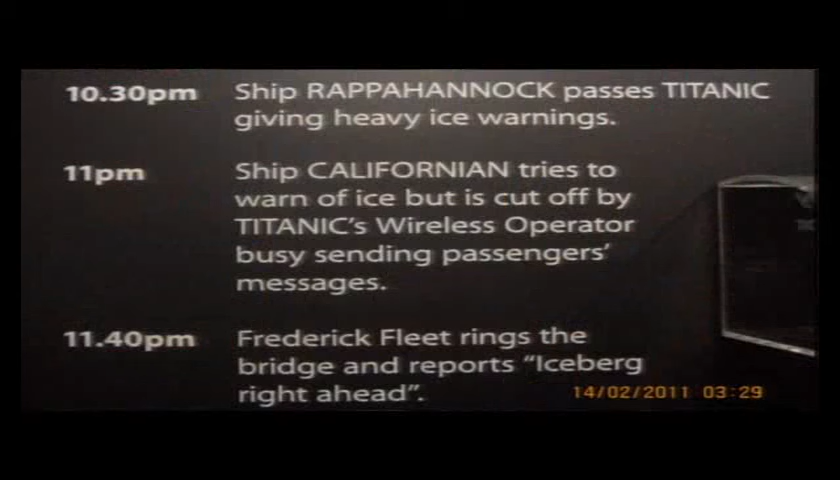 10.30pm Ship RAPPAHANNOCK passes TITANIC
giving heavy ice warnings.
11pm Ship CALIFORNIAN tries to
warn of ice but is cut off by
TITANIC's Wireless Operator
busy sending passengers'
messages.
11.40pm Frederick Fleet rings the
bridge and reports "Iceberg
right ahead".
14/02/2011 03:29